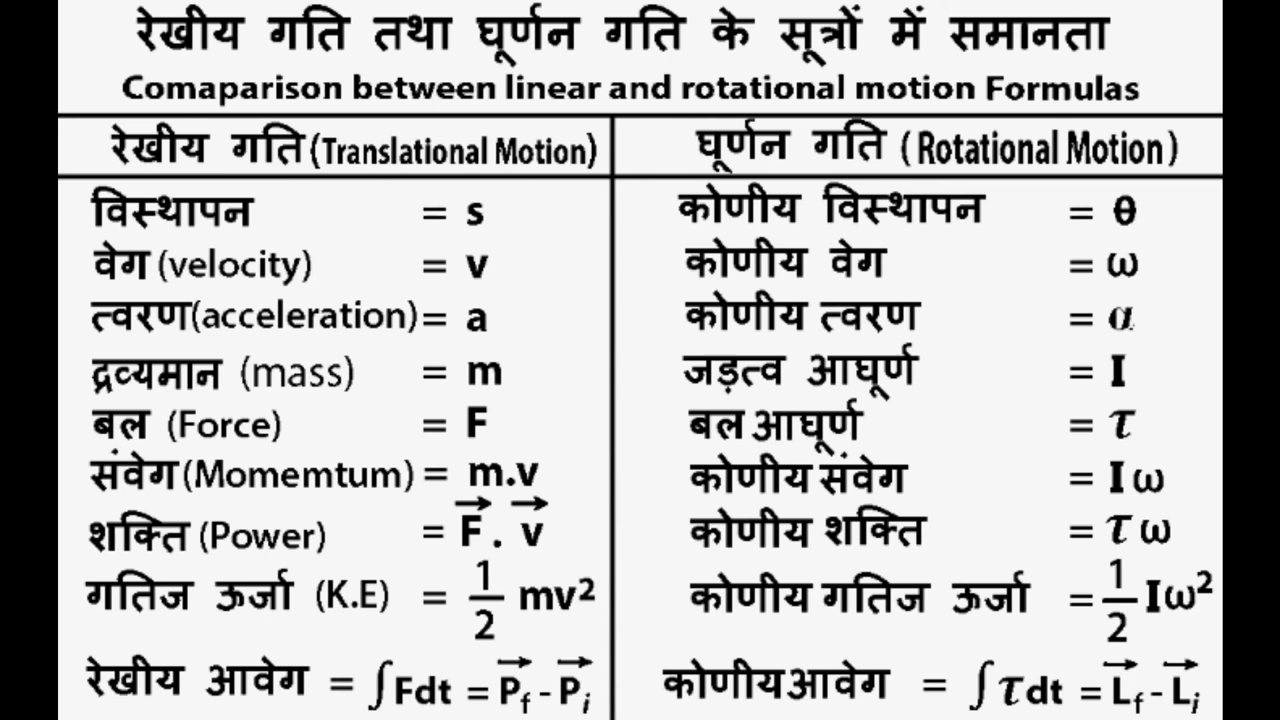 रेखीय गति तथा घूर्णन गति के सूत्रों में समानता
Comaparison between linear and rotational motion Formulas
रेखीय गति (Translational Motion) घूर्णन गति (Rotational Motion)
विस्थापन = s कोणीय विस्थापन = θ
वेग (velocity) = v कोणीय वेग = ω
त्वरण(acceleration) = a कोणीय त्वरण = α
द्रव्यमान (mass) = m जड़त्व आघूर्ण = I
बल (Force) = F बल आघूर्ण = τ
संवेग (Momemtum) = m.v कोणीय संवेग = Iω
शक्ति (Power) = F⃗ . v⃗ कोणीय शक्ति = τω
गतिज ऊर्जा (K.E) = 1/2 mv² कोणीय गतिज ऊर्जा = 1/2 Iω²
रेखीय आवेग = ∫Fdt = P⃗f - P⃗i कोणीय आवेग = ∫τdt = L⃗f - L⃗i